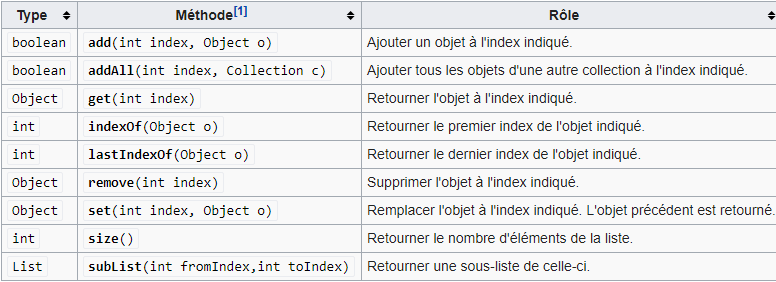 Type Méthode[1] Rôle
boolean add(int index, Object o) Ajouter un objet à l'index indiqué.
boolean addAll(int index, Collection c) Ajouter tous les objets d'une autre collection à l'index indiqué.
Object get(int index) Retourner l'objet à l'index indiqué.
int indexOf(Object o) Retourner le premier index de l'objet indiqué.
int lastIndexOf(Object o) Retourner le dernier index de l'objet indiqué.
Object remove(int index) Supprimer l'objet à l'index indiqué.
Object set(int index, Object o) Remplacer l'objet à l'index indiqué. L'objet précédent est retourné.
int size() Retourner le nombre d'éléments de la liste.
List subList(int fromIndex,int toIndex) Retourner une sous-liste de celle-ci.